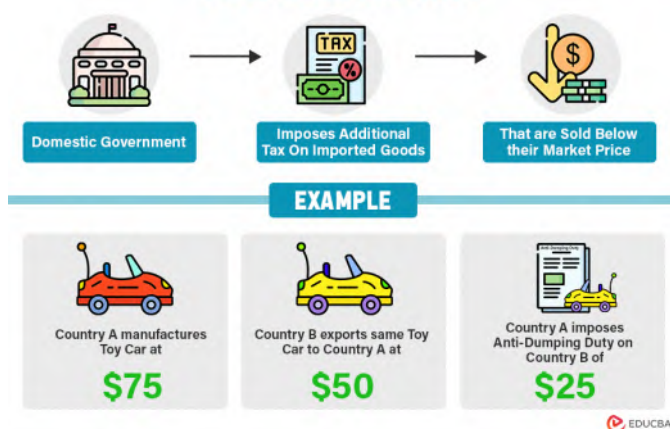 TAX
%
$
Domestic Government
Imposes Additional
Tax On Imported Goods
That are Sold Below
their Market Price
EXAMPLE
Country A manufactures
Toy Car at
$75
Country B exports same Toy
Car to Country A at
$50
Anti-Dumping Duty
Country A imposes
Anti-Dumping Duty on
Country B of
$25